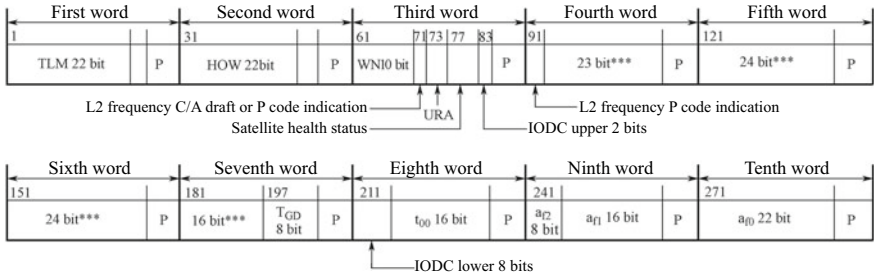 First word Second word Third word Fourth word Fifth word
1 31 61 71 73 77 83 91 121
TLM 22 bit P HOW 22bit P WN10 bit P 23 bit*** P 24 bit*** P
L2 frequency C/A draft or P code indication URA L2 frequency P code indication
Satellite health status IODC upper 2 bits
Sixth word Seventh word Eighth word Ninth word Tenth word
151 181 197 211 241 271
24 bit*** P 16 bit*** TGD 8 bit P t00 16 bit P af2 8 bit af1 16 bit P af0 22 bit P
IODC lower 8 bits